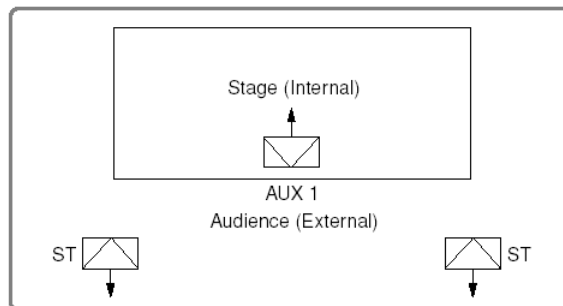 Stage (Internal)
AUX 1
Audience (External)
ST
ST